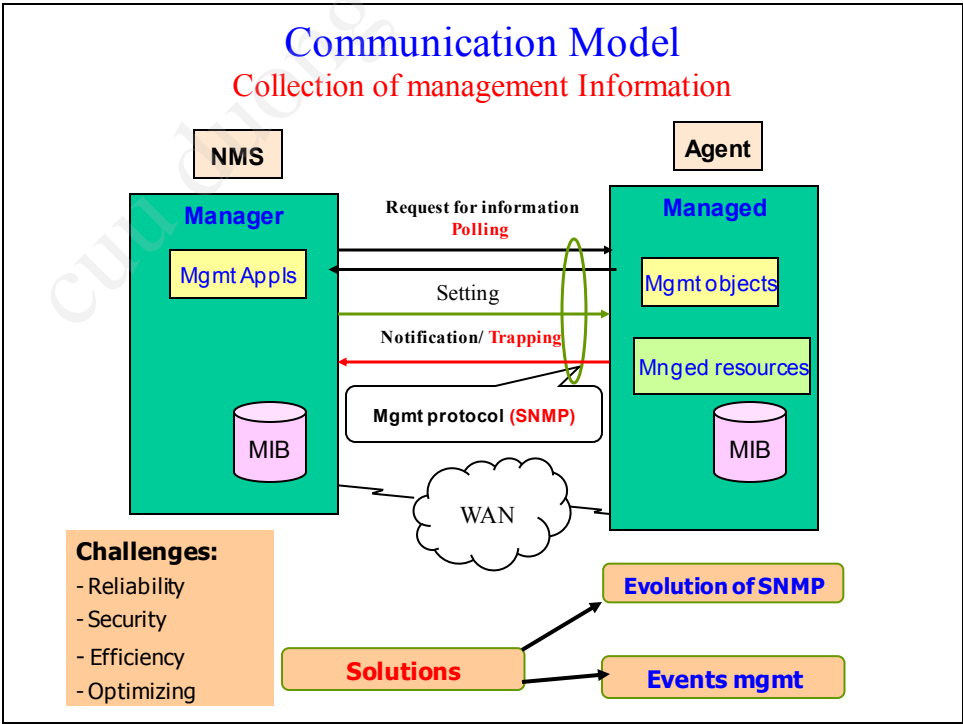 Communication Model
Collection of management Information
NMS
Agent
Manager
Mgmt Appls
MIB
Request for information
Polling
Setting
Notification/ Trapping
Mgmt protocol (SNMP)
Managed
Mgmt objects
Mnged resources
MIB
WAN
Challenges:
- Reliability
- Security
- Efficiency
- Optimizing
Solutions
Evolution of SNMP
Events mgmt
cuu duong